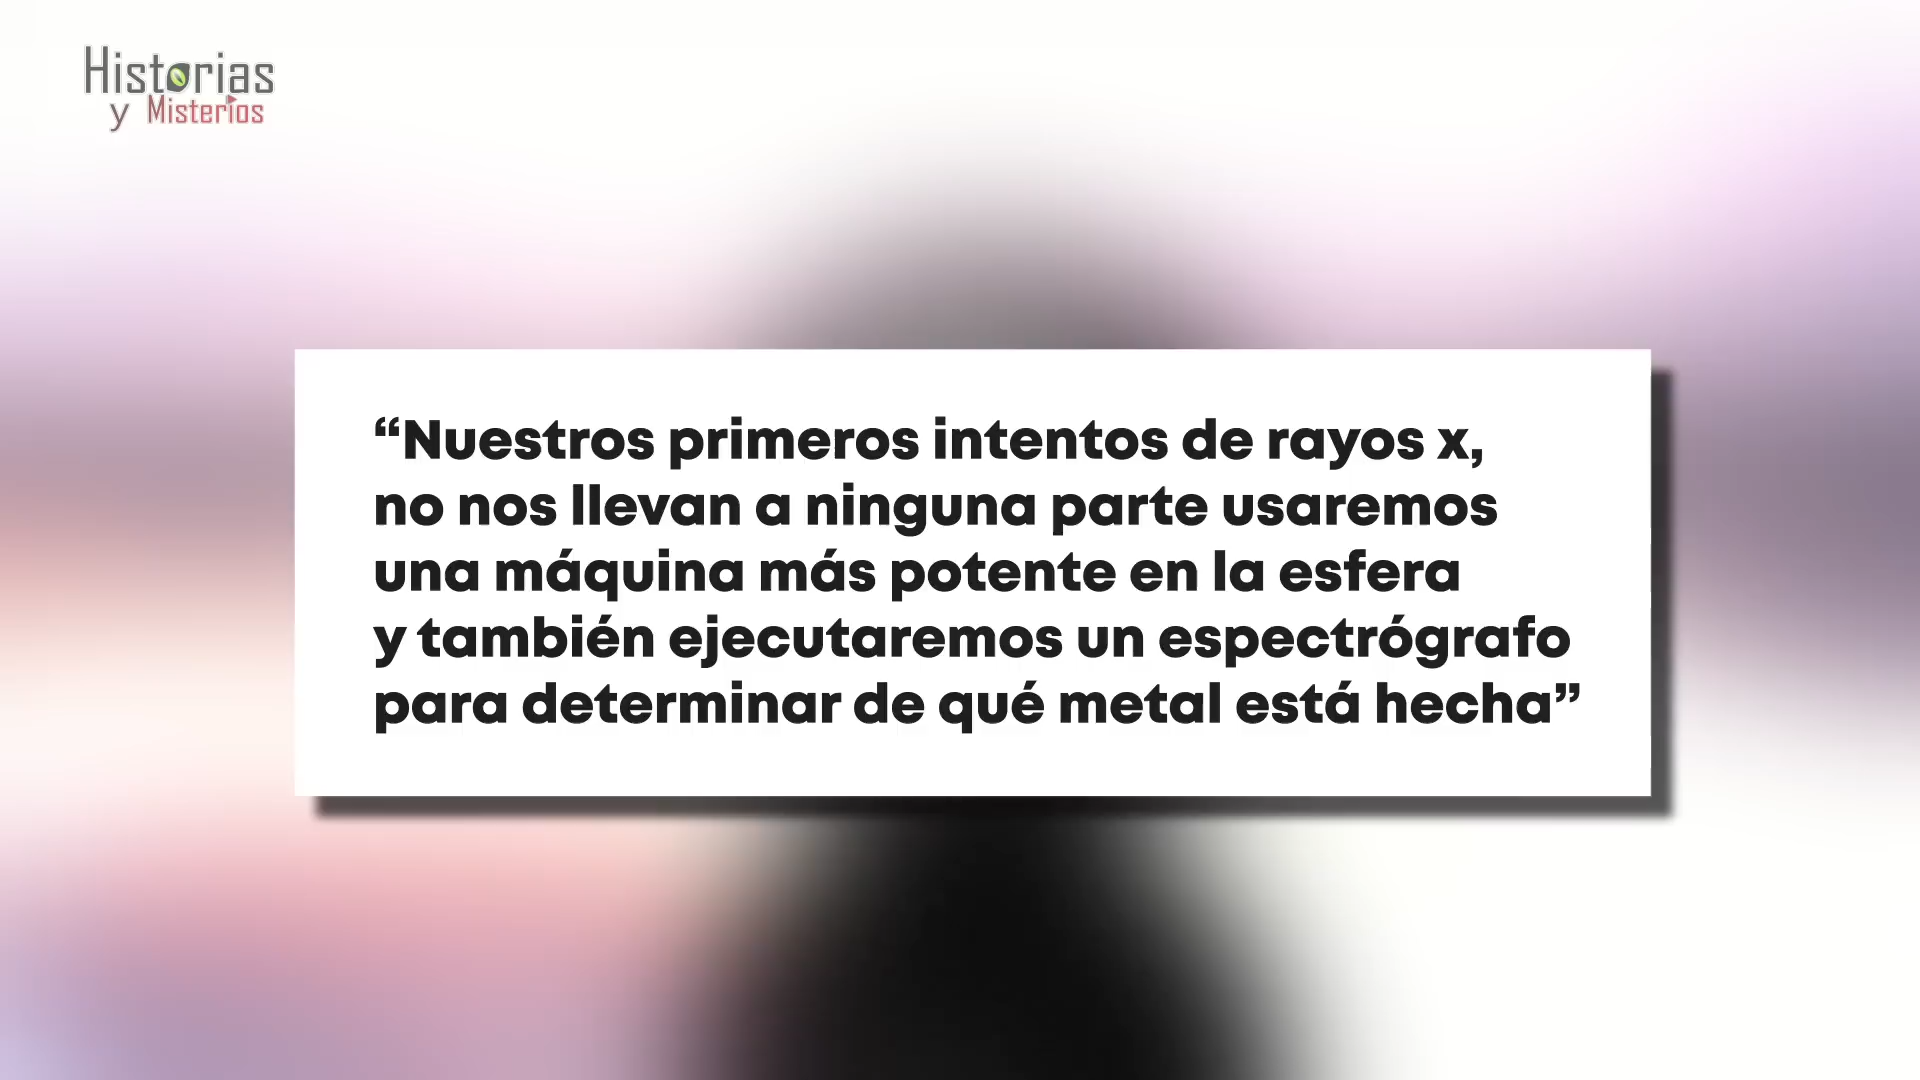 Historias
y Misterios
“Nuestros primeros intentos de rayos x,
no nos llevan a ninguna parte usaremos
una máquina más potente en la esfera
y también ejecutaremos un espectrógrafo
para determinar de qué metal está hecha”